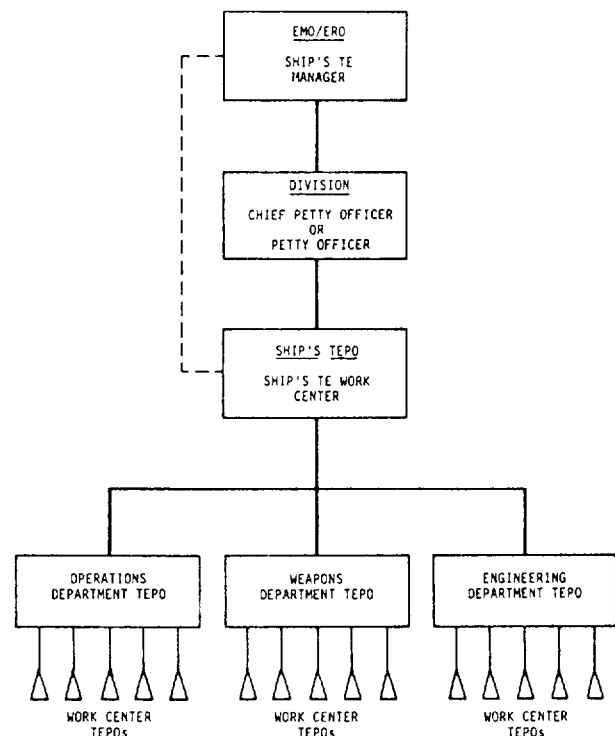 EMO/ERO
SHIP'S TE
MANAGER
DIVISION
CHIEF PETTY OFFICER
OR
PETTY OFFICER
SHIP'S TEPO
SHIP'S TE WORK
CENTER
OPERATIONS
DEPARTMENT TEPO
WEAPONS
DEPARTMENT TEPO
ENGINEERING
DEPARTMENT TEPO
WORK CENTER
TEPOs
WORK CENTER
TEPOs
WORK CENTER
TEPOs